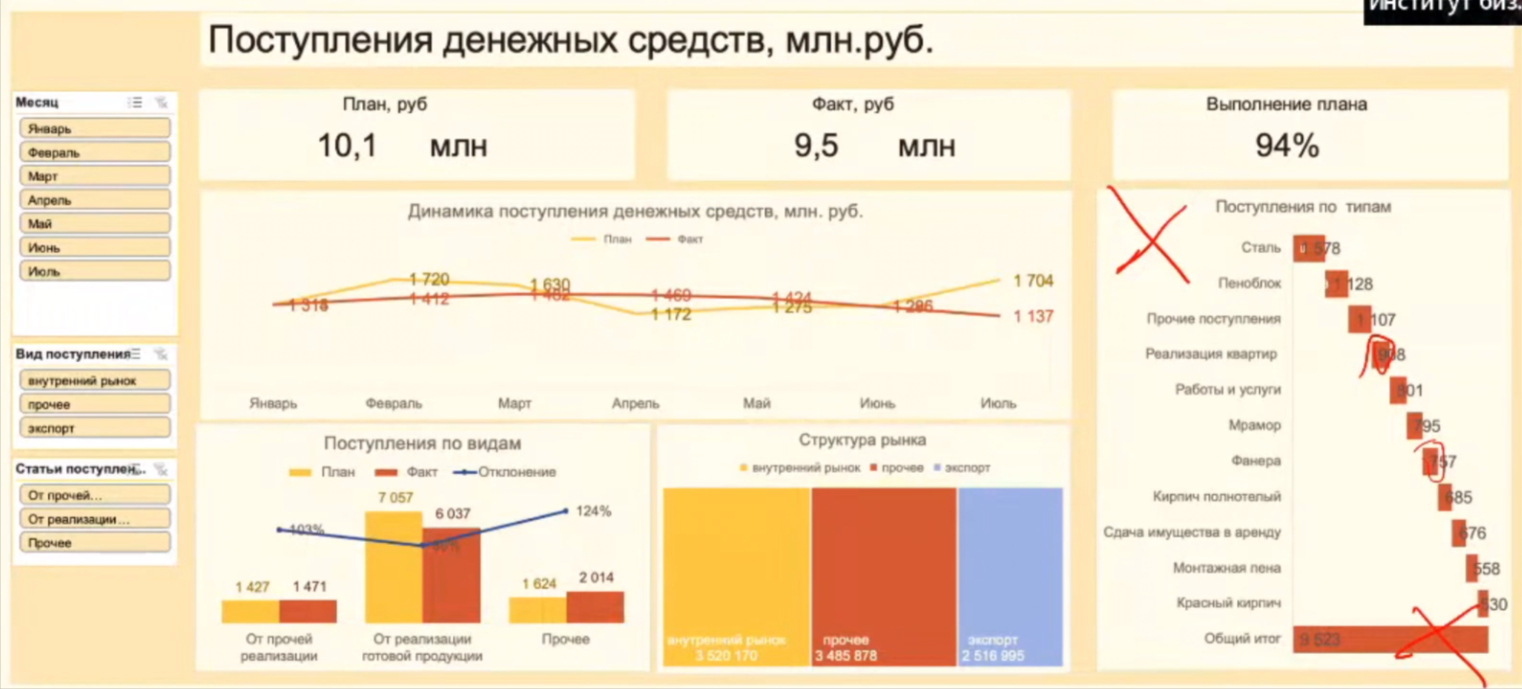 Институт биз.
Поступления денежных средств, млн.руб.
Месяц
Январь
Февраль
Март
Апрель
Май
Июнь
Июль
Вид поступления
внутренний рынок
прочее
экспорт
Статьи поступлен...
От прочей...
От реализации...
Прочее
План, руб
10,1 млн
Факт, руб
9,5 млн
Выполнение плана
94%
Динамика поступления денежных средств, млн. руб.
План Факт
1 720
1 630
1 704
1 412
1 469
1 424
1 172
1 275
1 286
1 137
Январь Февраль Март Апрель Май Июнь Июль
Поступления по видам
План Факт Отклонение
7 057
6 037
124%
103%
1 427 1 471
1 624 2 014
От прочей реализации
От реализации готовой продукции
Прочее
Структура рынка
внутренний рынок прочее экспорт
внутренний рынок
3 520 170
прочее
3 485 878
экспорт
2 516 995
Поступления по типам
Сталь 1 578
Пеноблок 1 128
Прочие поступления 1 107
Реализация квартир
Работы и услуги 801
Мрамор 795
Фанера 757
Кирпич полнотелый 685
Сдача имущества в аренду 676
Монтажная пена 558
Красный кирпич 530
Общий итог 9 523